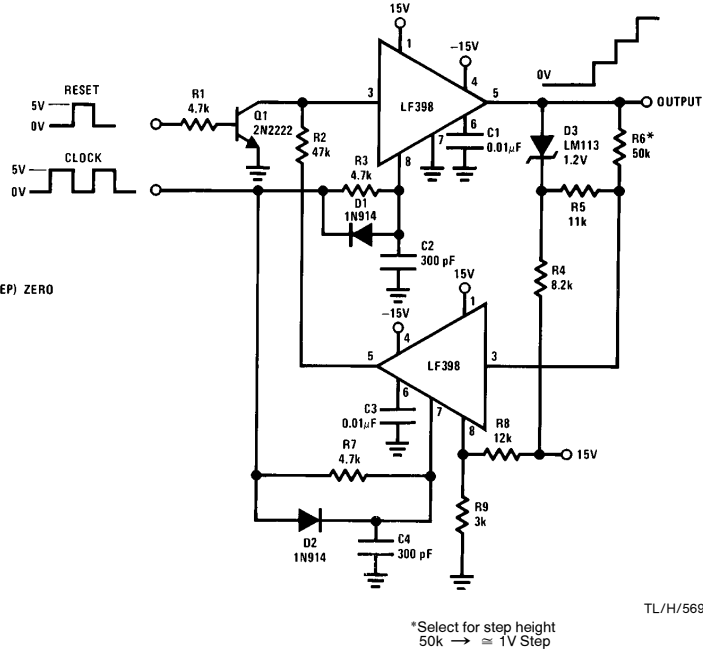 15V
1
-15V
4
0V
RESET
5V
0V
R1
4.7k
Q1
2N2222
3
LF398
5
OUTPUT
6
7
8
C1
0.01µF
D3
LM113
1.2V
R6*
50k
R2
47k
CLOCK
5V
0V
R3
4.7k
D1
1N914
R5
11k
C2
300 pF
R4
8.2k
EP) ZERO
15V
1
-15V
4
5
LF398
3
6
7
8
C3
0.01µF
R8
12k
15V
R7
4.7k
R9
3k
D2
1N914
C4
300 pF
TL/H/569
*Select for step height
50k → ≅ 1V Step